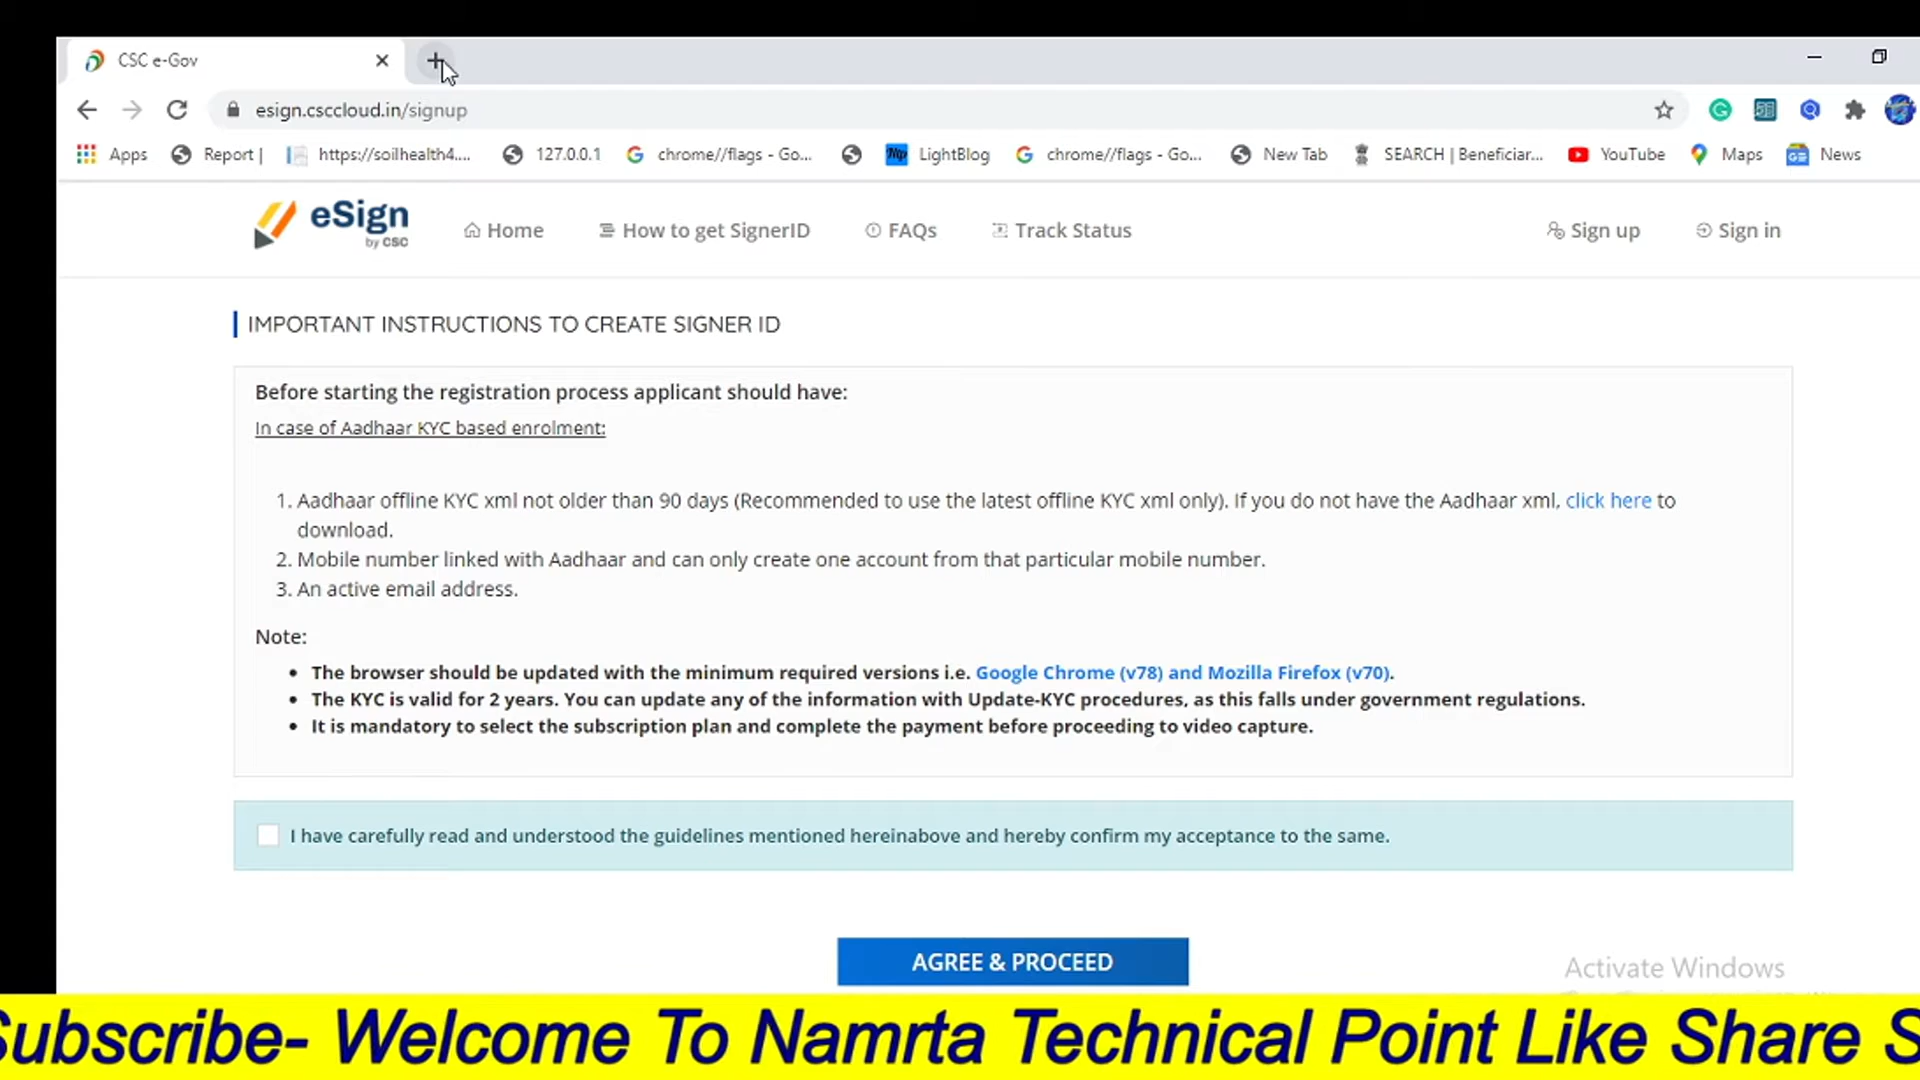 CSC e-Gov
esign.csccloud.in/signup
Apps Report | https://soilhealth4.... 127.0.0.1 chrome//flags - Go... LightBlog chrome//flags - Go... New Tab SEARCH | Beneficiar... YouTube Maps News
eSign
by CSC
Home How to get SignerID FAQs Track Status Sign up Sign in
IMPORTANT INSTRUCTIONS TO CREATE SIGNER ID
Before starting the registration process applicant should have:
In case of Aadhaar KYC based enrolment:
1. Aadhaar offline KYC xml not older than 90 days (Recommended to use the latest offline KYC xml only). If you do not have the Aadhaar xml, click here to
download.
2. Mobile number linked with Aadhaar and can only create one account from that particular mobile number.
3. An active email address.
Note:
• The browser should be updated with the minimum required versions i.e. Google Chrome (v78) and Mozilla Firefox (v70).
• The KYC is valid for 2 years. You can update any of the information with Update-KYC procedures, as this falls under government regulations.
• It is mandatory to select the subscription plan and complete the payment before proceeding to video capture.
I have carefully read and understood the guidelines mentioned hereinabove and hereby confirm my acceptance to the same.
AGREE & PROCEED
Activate Windows
Subscribe- Welcome To Namrta Technical Point Like Share S